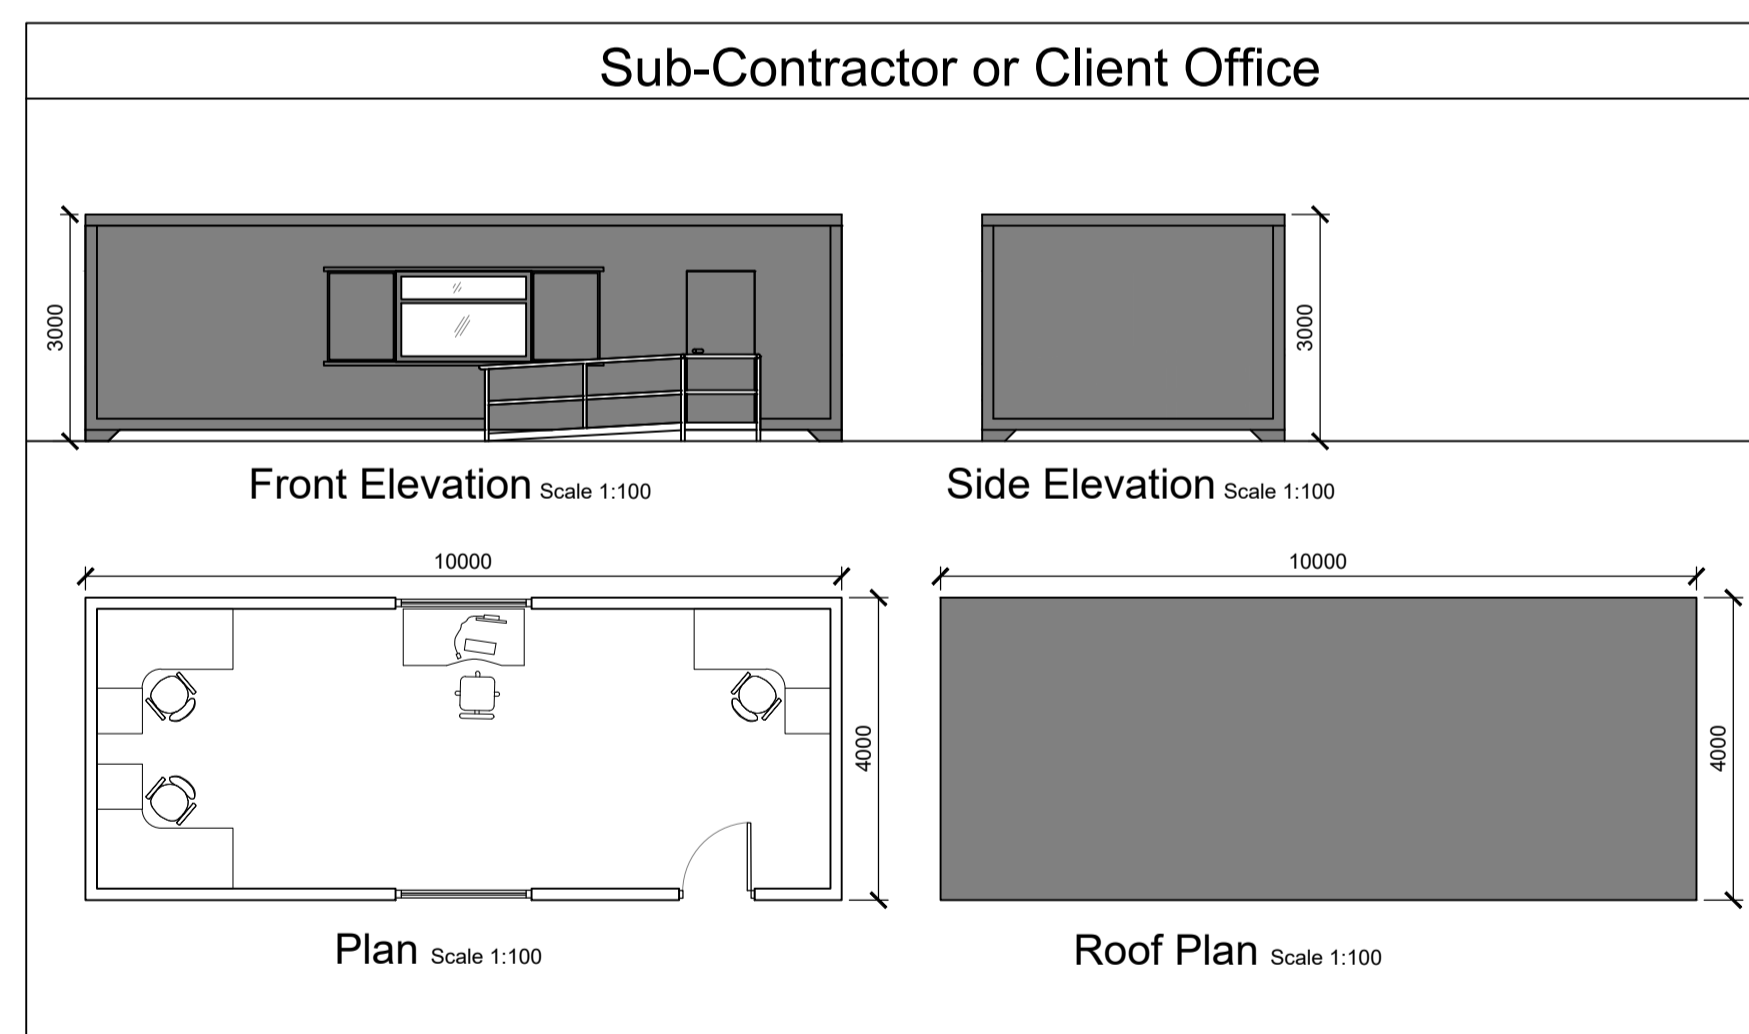 Sub-Contractor or Client Office
3000
3000
Front Elevation Scale 1:100
Side Elevation Scale 1:100
10000
10000
4000
4000
Plan Scale 1:100
Roof Plan Scale 1:100